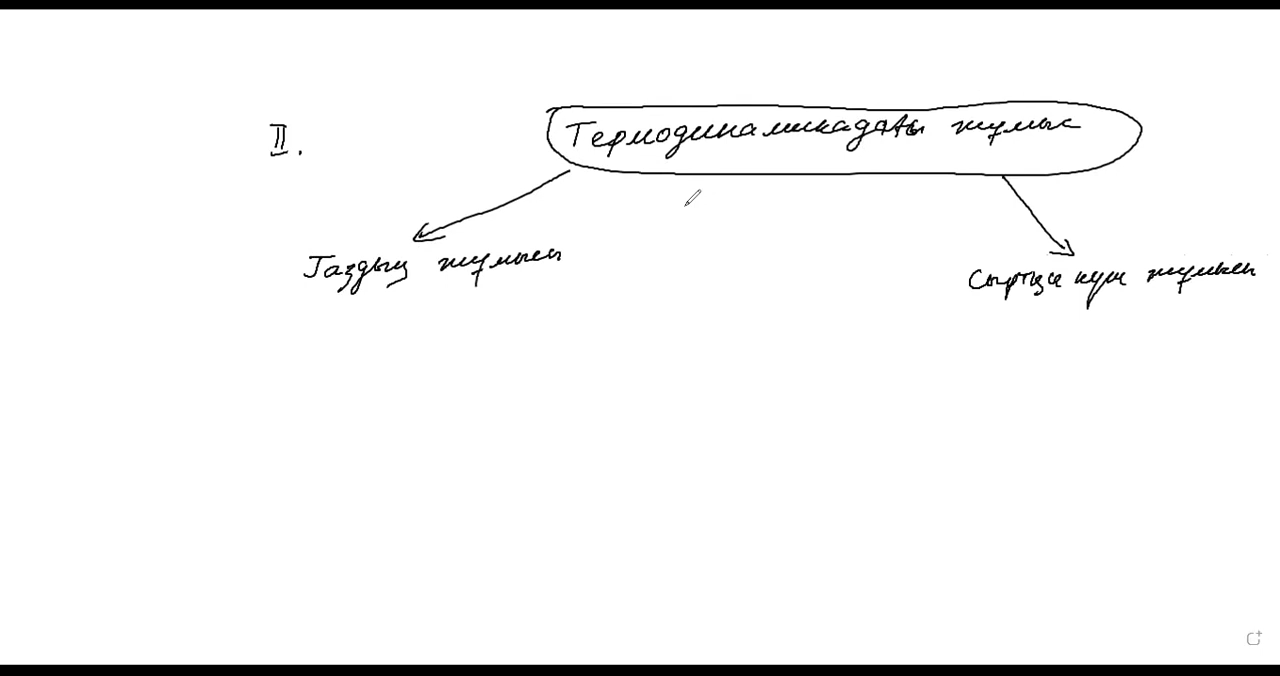 II.
Термодинамикадағы жұмыс
Газдың жұмысы
Сыртқы күш жұмысы